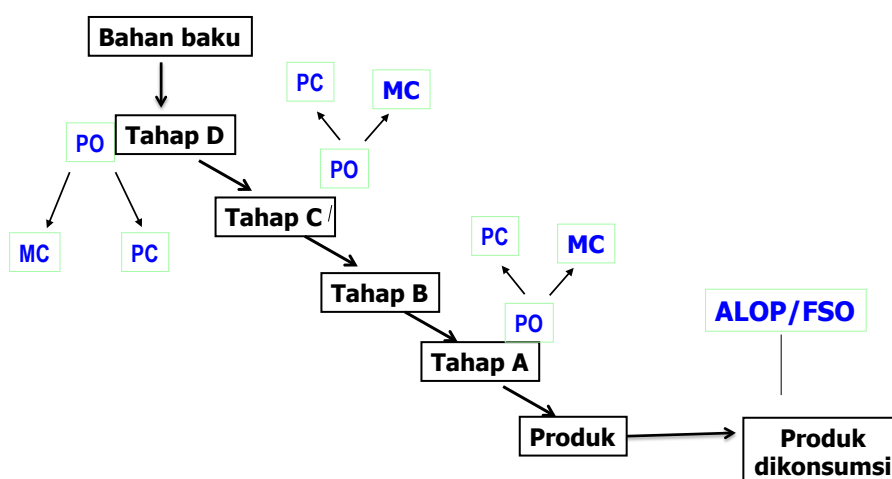 Bahan baku
PC
MC
PO
Tahap D
PO
Tahap C
MC
PC
PC
MC
Tahap B
PO
ALOP/FSO
Tahap A
Produk
Produk
dikonsumsi